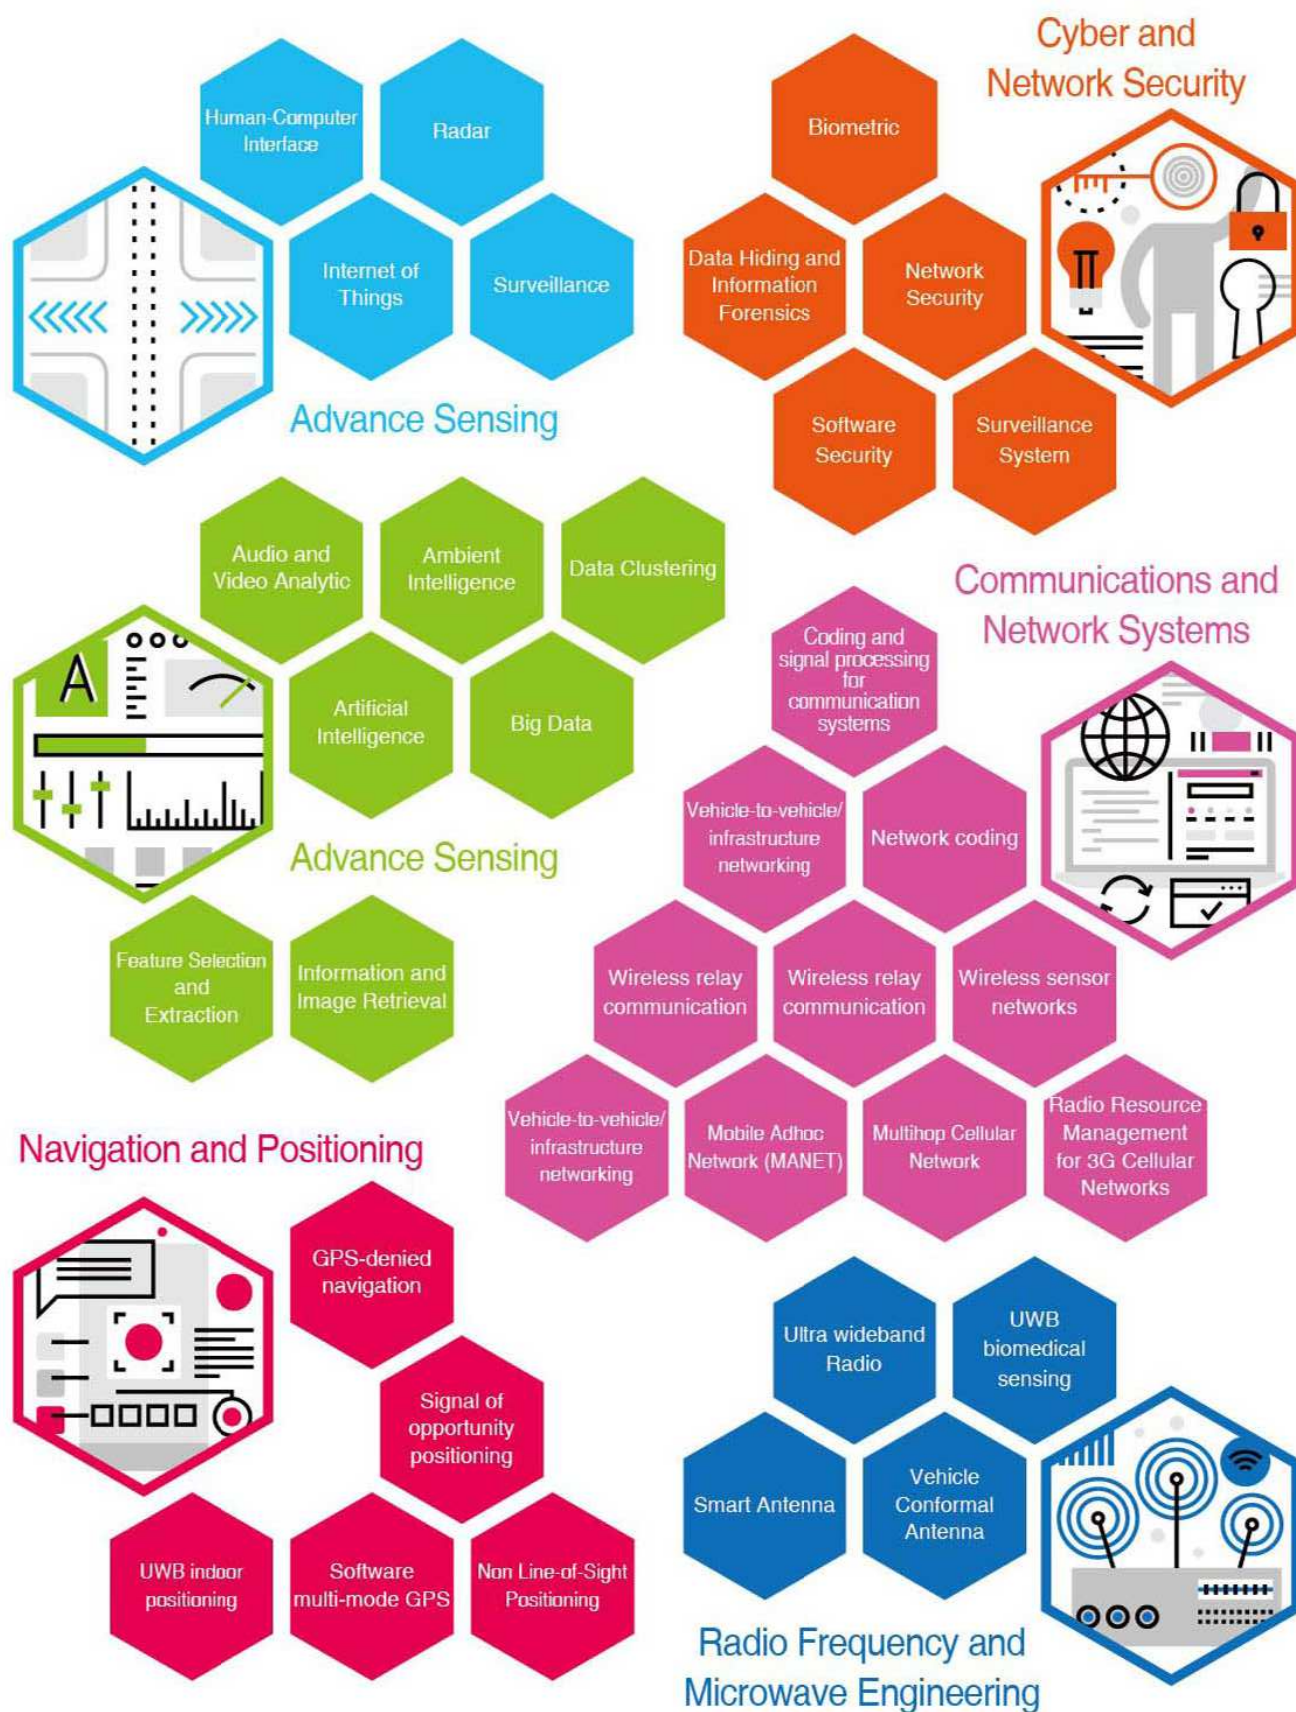 Human-Computer
Interface
Radar
Internet of
Things
Surveillance
Advance Sensing
Cyber and
Network Security
Biometric
Data Hiding and
Information
Forensics
Network
Security
Software
Security
Surveillance
System
Audio and
Video Analytic
Ambient
Intelligence
Data Clustering
A
Artificial
Intelligence
Big Data
Advance Sensing
Feature Selection
and
Extraction
Information and
Image Retrieval
Communications and
Network Systems
Coding and
signal processing
for
communication
systems
Vehicle-to-vehicle/
infrastructure
networking
Network coding
Wireless relay
communication
Wireless relay
communication
Wireless sensor
networks
Vehicle-to-vehicle/
infrastructure
networking
Mobile Adhoc
Network (MANET)
Multihop Cellular
Network
Radio Resource
Management
for 3G Cellular
Networks
Navigation and Positioning
GPS-denied
navigation
Signal of
opportunity
positioning
UWB indoor
positioning
Software
multi-mode GPS
Non Line-of-Sight
Positioning
Ultra wideband
Radio
UWB
biomedical
sensing
Smart Antenna
Vehicle
Conformal
Antenna
Radio Frequency and
Microwave Engineering